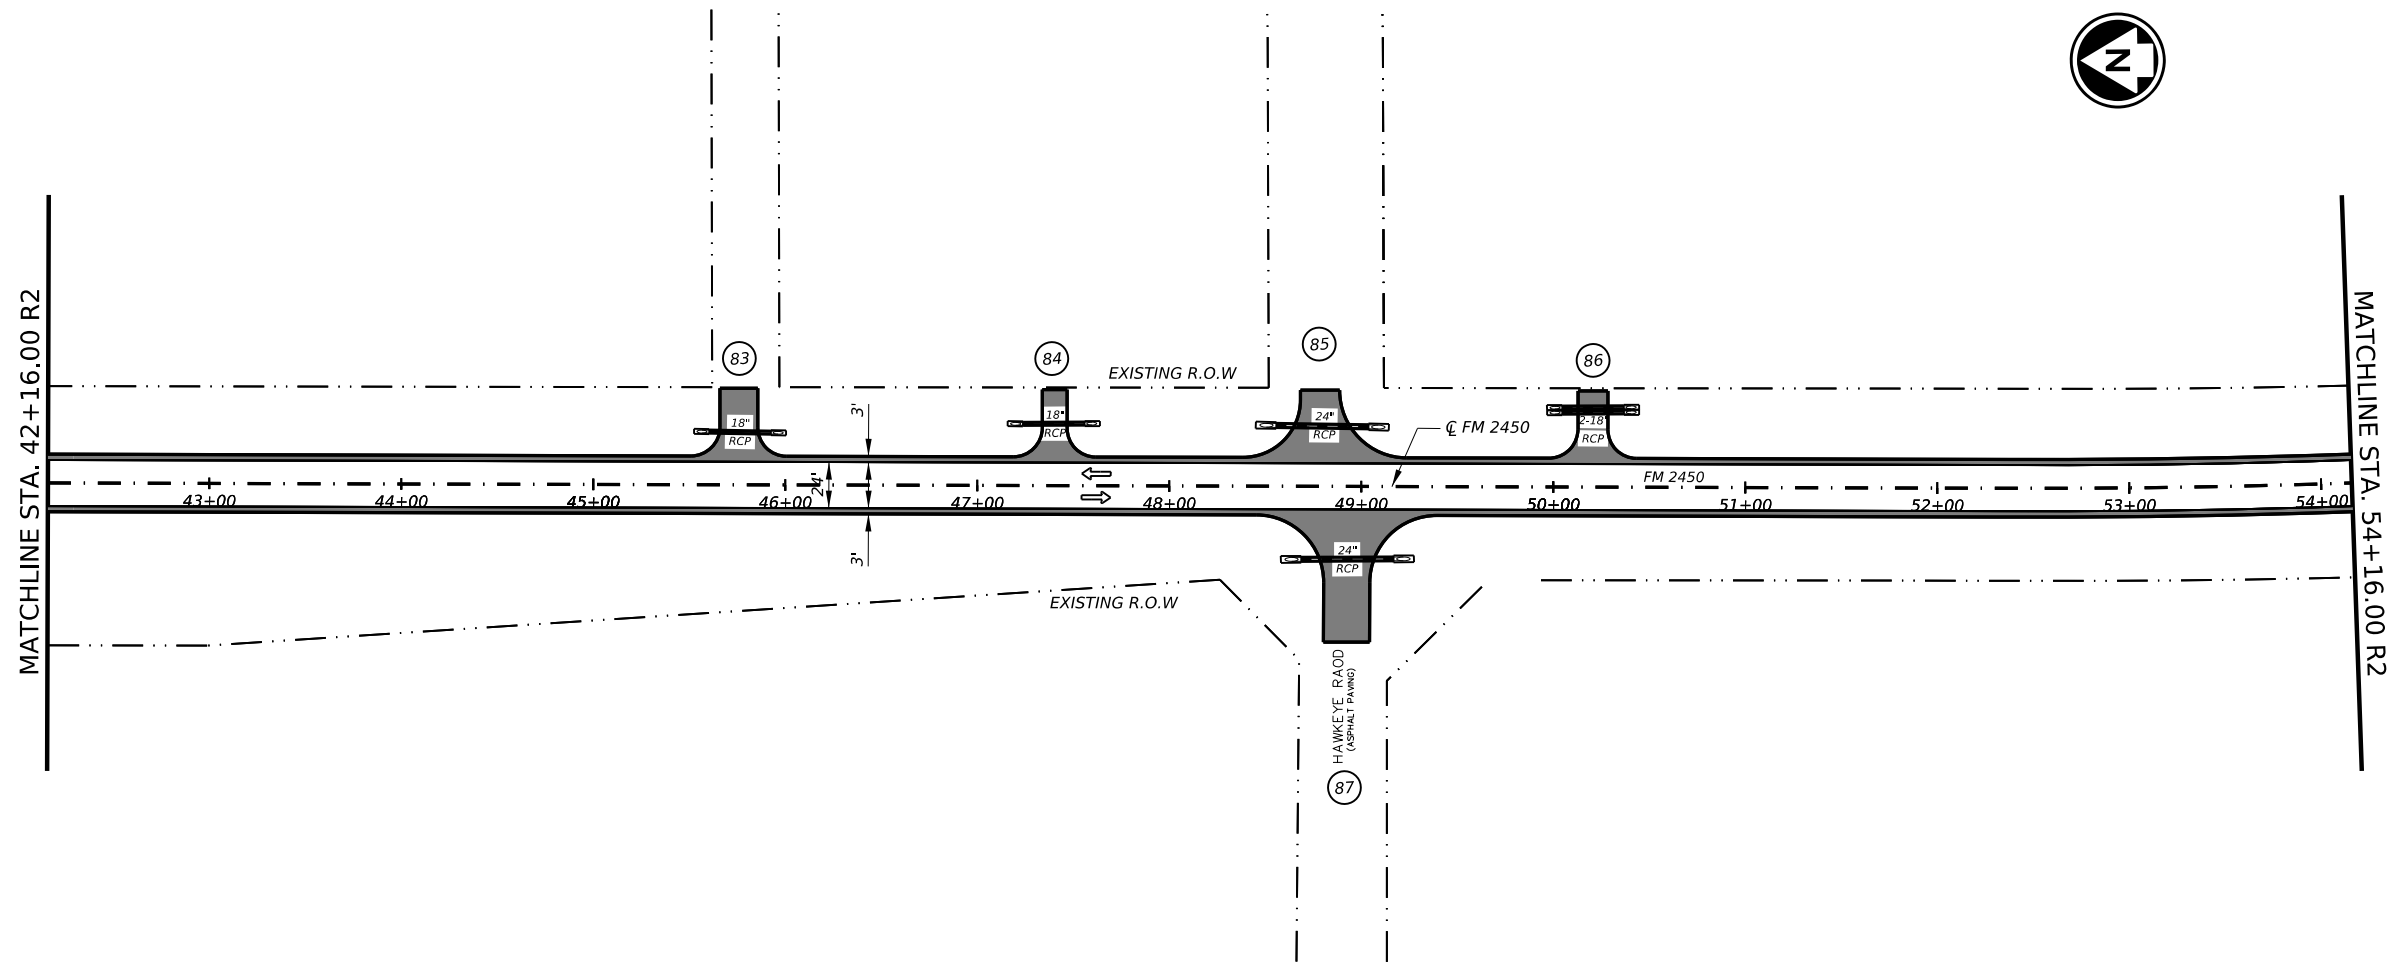 N
MATCHLINE STA. 42+16.00 R2
MATCHLINE STA. 54+16.00 R2
83
84
85
86
EXISTING R.O.W
18"
RCP
3'
18"
RCP
24"
RCP
2-18"
RCP
℄ FM 2450
24'
FM 2450
43+00
44+00
45+00
46+00
47+00
48+00
49+00
50+00
51+00
52+00
53+00
54+00
3'
24"
RCP
EXISTING R.O.W
HAWKEYE RAOD
(ASPHALT PAVING)
87